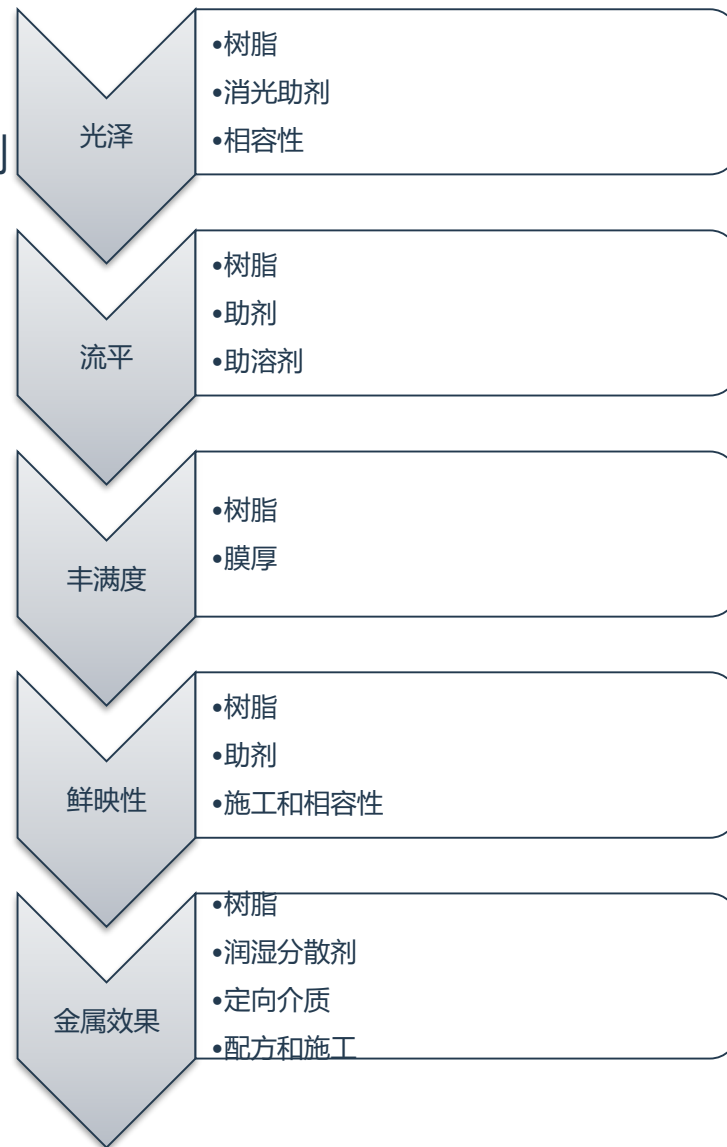 光泽
•树脂
•消光助剂
•相容性
流平
•树脂
•助剂
•助溶剂
丰满度
•树脂
•膜厚
鲜映性
•树脂
•助剂
•施工和相容性
金属效果
•树脂
•润湿分散剂
•定向介质
•配方和施工